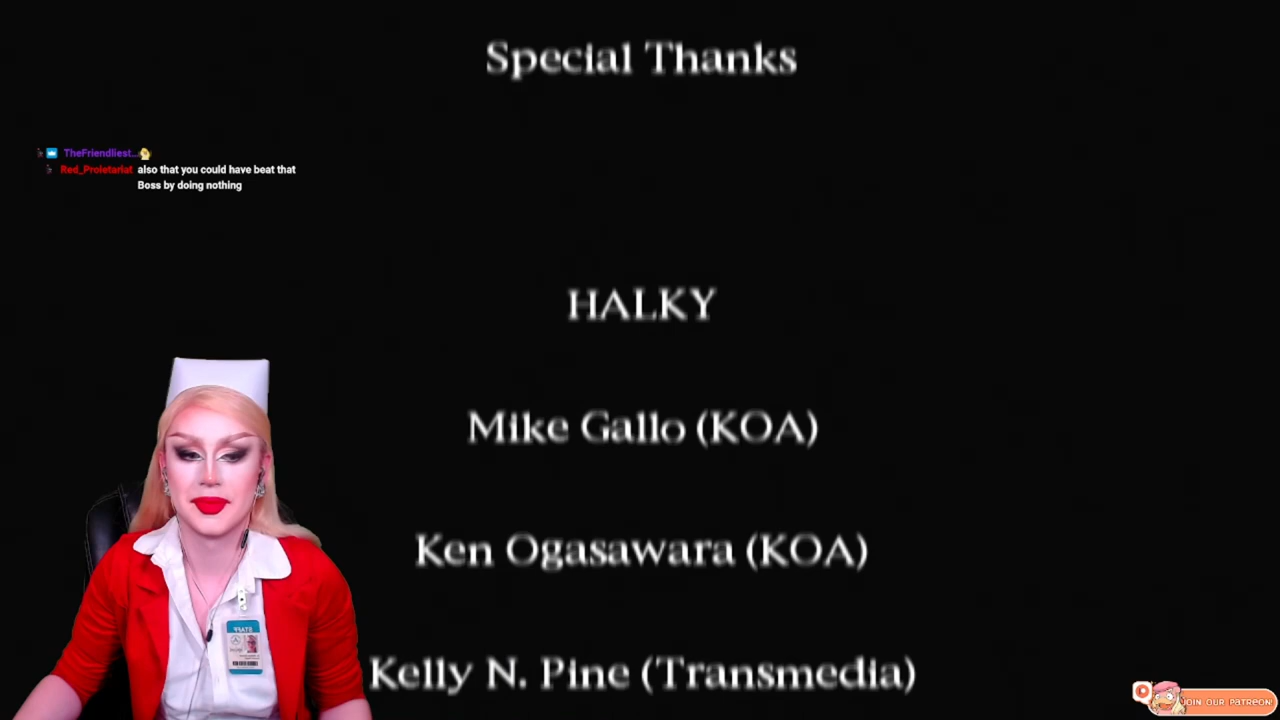 Special Thanks
TheFriendliest...
Red_Proletariat also that you could have beat that
Boss by doing nothing
HALKY
Mike Gallo (KOA)
Ken Ogasawara (KOA)
Kelly N. Pine (Transmedia)
STAFF
JOIN OUR PATREON!